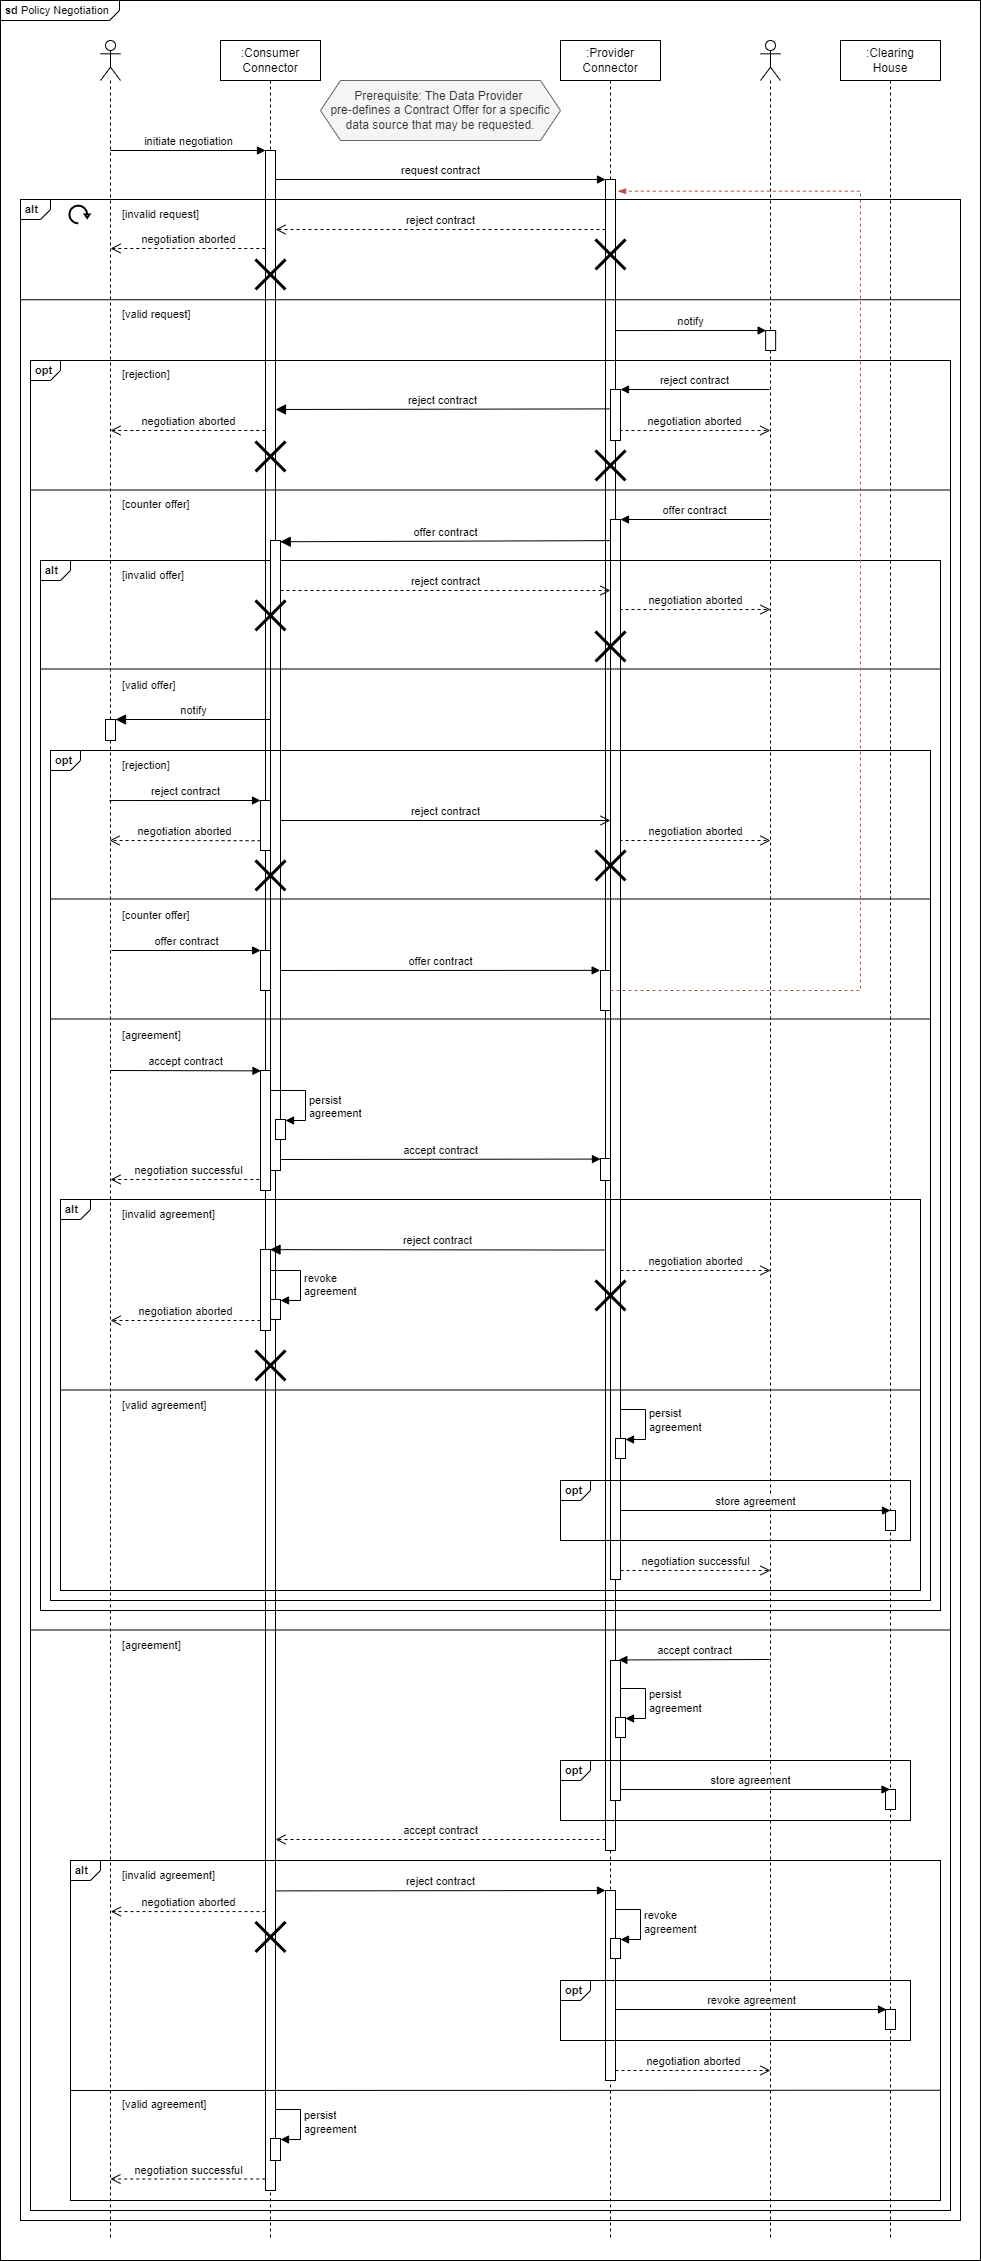 sd Policy Negotiation
:Consumer
Connector
:Provider
Connector
:Clearing
House
Prerequisite: The Data Provider
pre-defines a Contract Offer for a specific
data source that may be requested.
initiate negotiation
request contract
alt
[invalid request]
reject contract
negotiation aborted
[valid request]
notify
opt
[rejection]
reject contract
reject contract
negotiation aborted
negotiation aborted
[counter offer]
offer contract
offer contract
alt
[invalid offer]
reject contract
negotiation aborted
[valid offer]
notify
opt
[rejection]
reject contract
reject contract
negotiation aborted
negotiation aborted
[counter offer]
offer contract
offer contract
[agreement]
accept contract
persist
agreement
accept contract
negotiation successful
alt
[invalid agreement]
reject contract
negotiation aborted
revoke
agreement
negotiation aborted
[valid agreement]
persist
agreement
opt
store agreement
negotiation successful
[agreement]
accept contract
persist
agreement
opt
store agreement
accept contract
alt
[invalid agreement]
reject contract
negotiation aborted
revoke
agreement
opt
revoke agreement
negotiation aborted
[valid agreement]
persist
agreement
negotiation successful